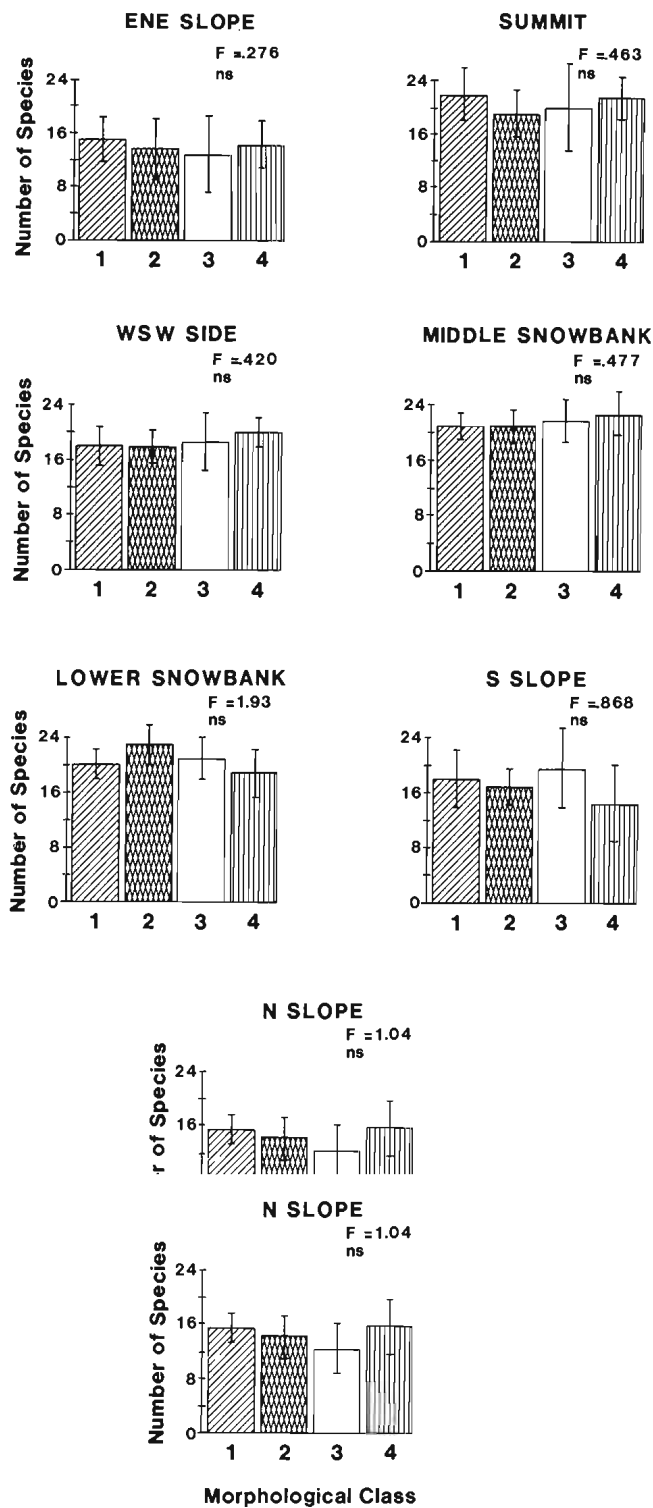 ENE SLOPE
F =.276
ns
Number of Species
24
16
8
0
1 2 3 4
SUMMIT
F =.463
ns
24
16
8
0
1 2 3 4
WSW SIDE
F =.420
ns
Number of Species
24
16
8
0
1 2 3 4
MIDDLE SNOWBANK
F =.477
ns
24
16
8
0
1 2 3 4
LOWER SNOWBANK
F =1.93
ns
Number of Species
24
16
8
0
1 2 3 4
S SLOPE
F =.868
ns
24
16
8
0
1 2 3 4
N SLOPE
F =1.04
ns
r of Species
24
16
N SLOPE
F =1.04
ns
Number of Species
24
16
8
0
1 2 3 4
Morphological Class